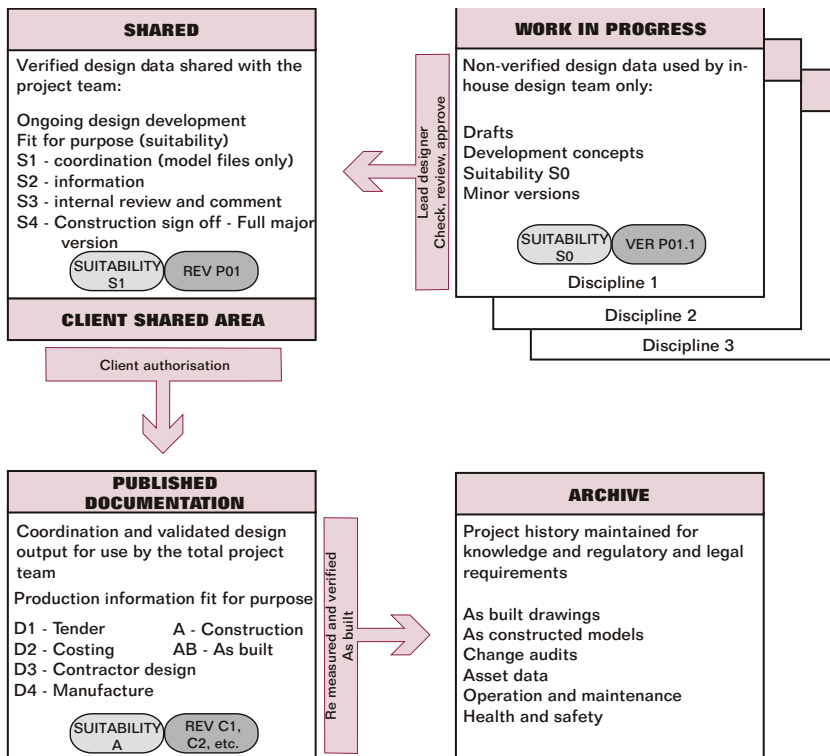 SHARED
Verified design data shared with the
project team:
Ongoing design development
Fit for purpose (suitability)
S1 - coordination (model files only)
S2 - information
S3 - internal review and comment
S4 - Construction sign off - Full major
version
SUITABILITY
S1
REV P01
CLIENT SHARED AREA
Lead designer
Check, review, approve
WORK IN PROGRESS
Non-verified design data used by in-
house design team only:
Drafts
Development concepts
Suitability S0
Minor versions
SUITABILITY
S0
VER P01.1
Discipline 1
Discipline 2
Discipline 3
Client authorisation
PUBLISHED
DOCUMENTATION
Coordination and validated design
output for use by the total project
team
Production information fit for purpose
D1 - Tender A - Construction
D2 - Costing AB - As built
D3 - Contractor design
D4 - Manufacture
SUITABILITY
A
REV C1,
C2, etc.
Re measured and verified
As built
ARCHIVE
Project history maintained for
knowledge and regulatory and legal
requirements
As built drawings
As constructed models
Change audits
Asset data
Operation and maintenance
Health and safety